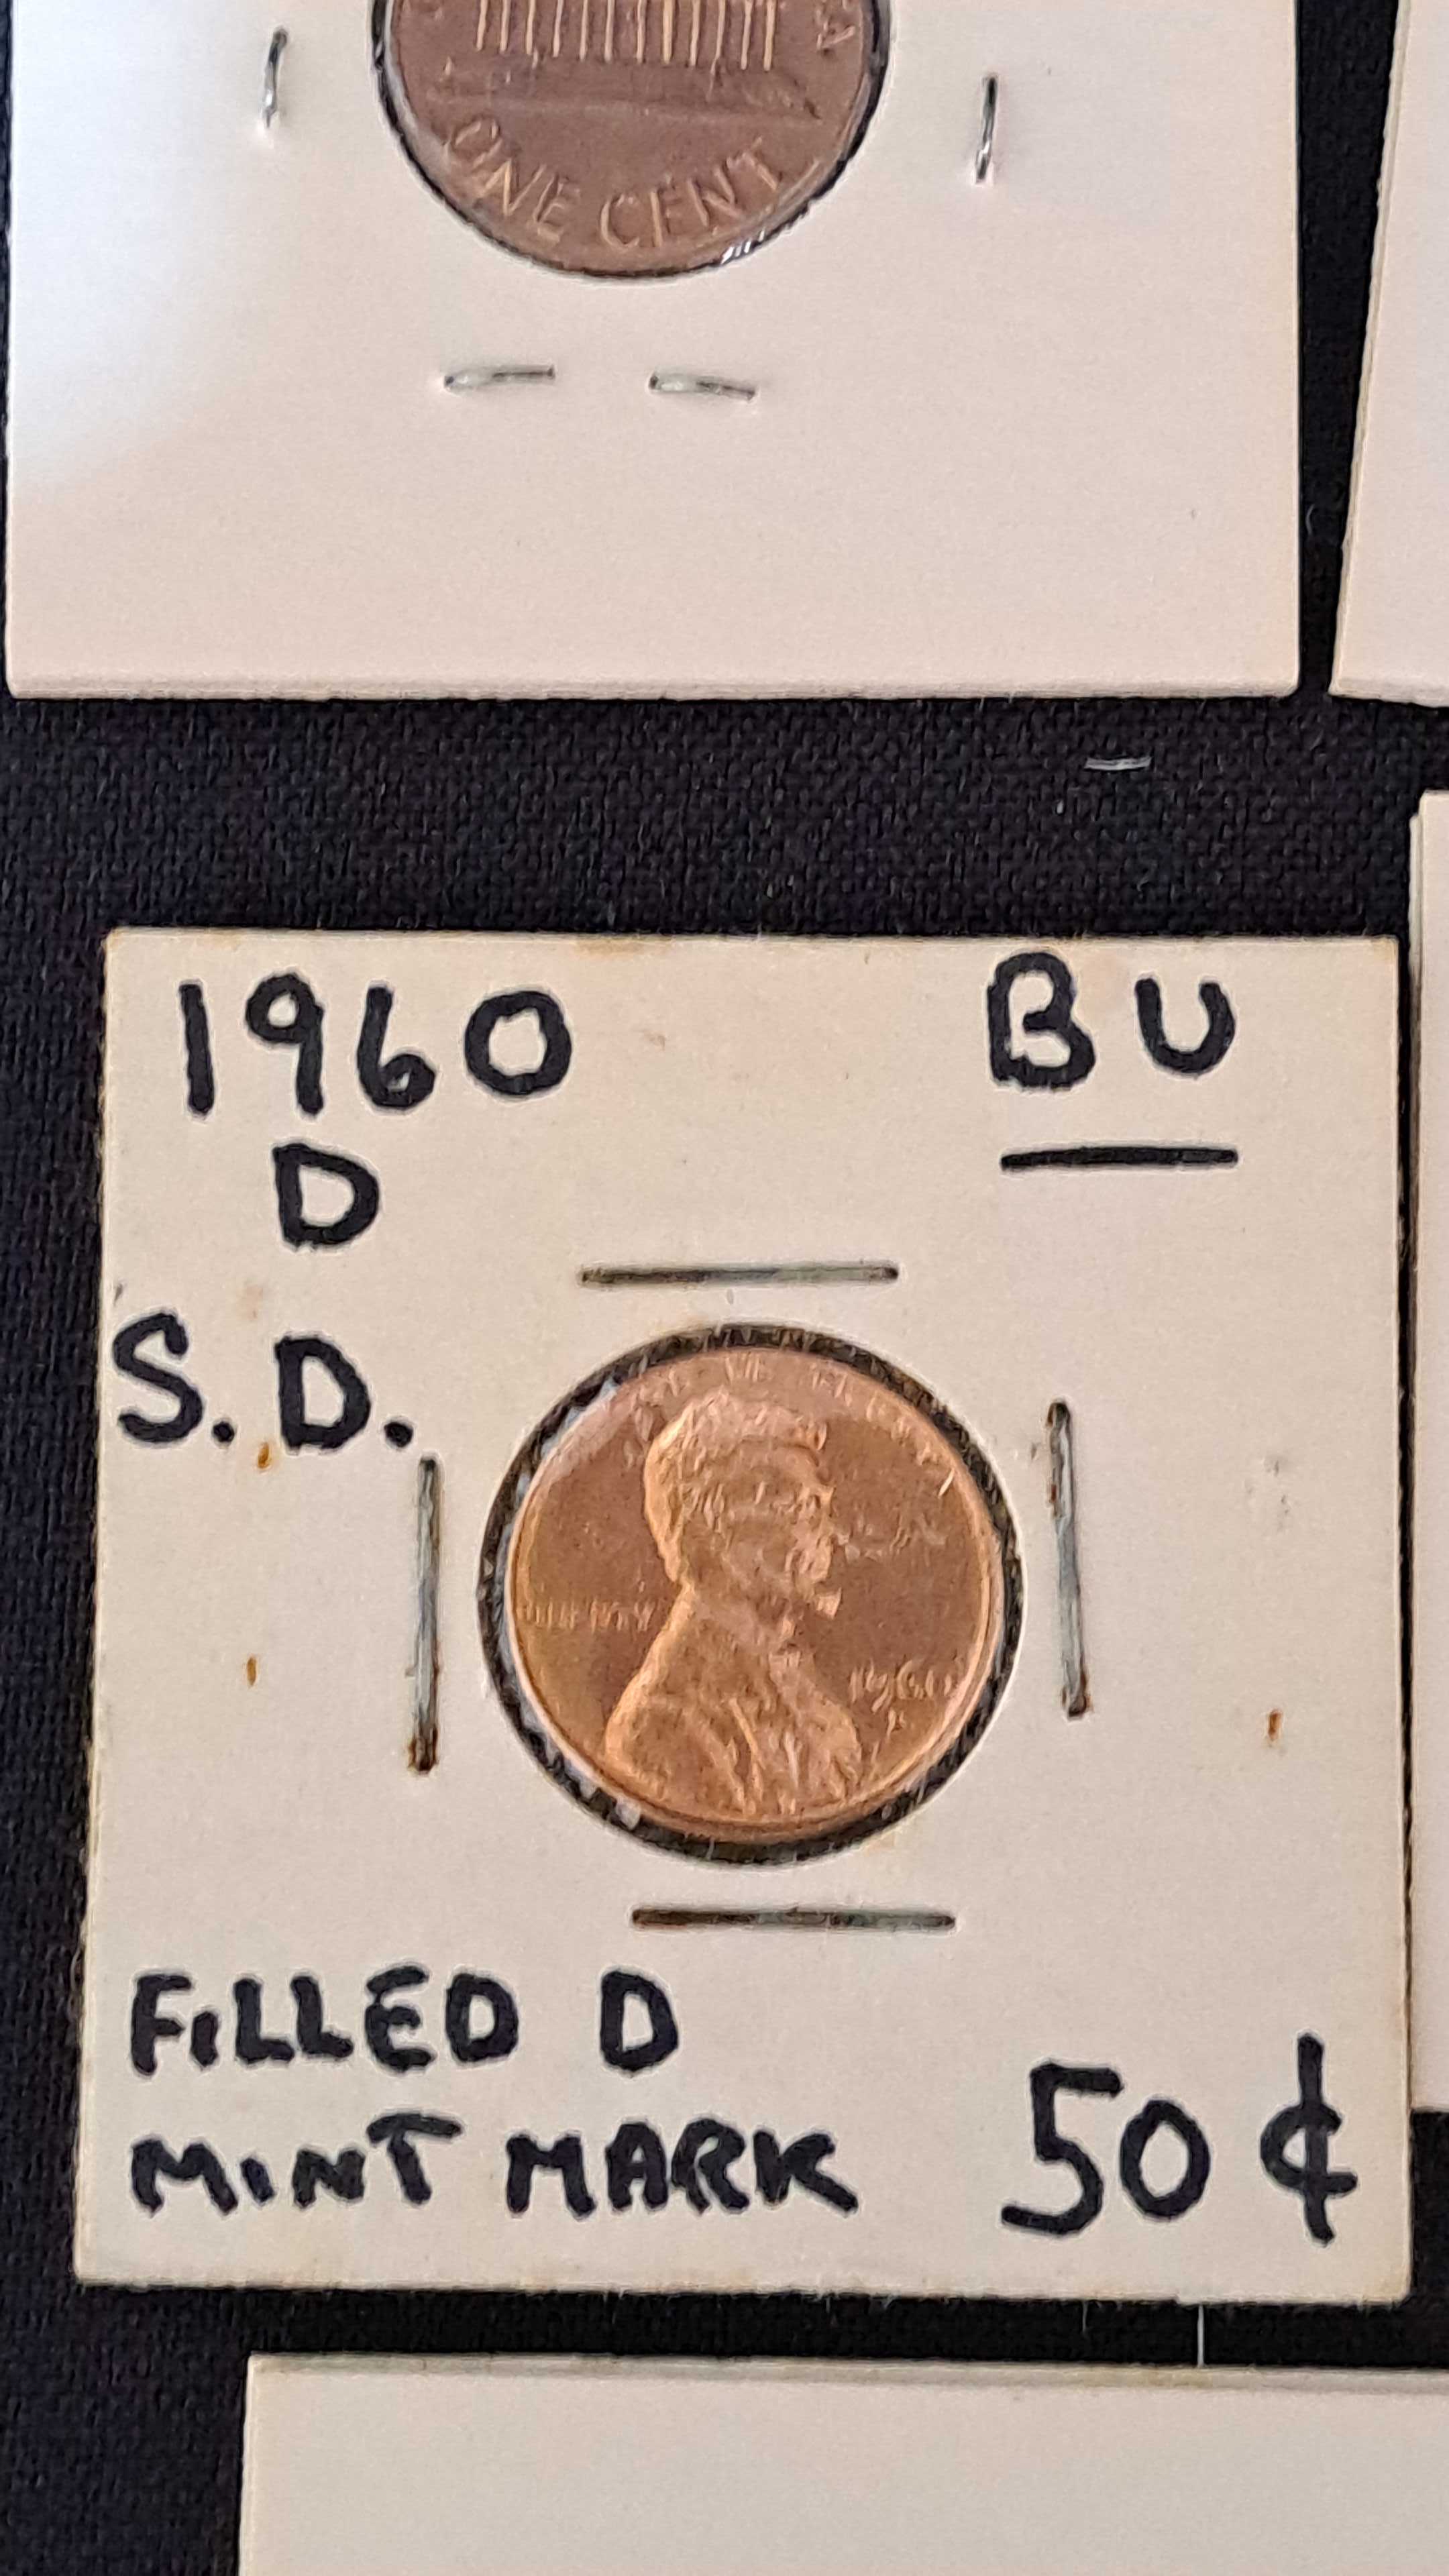 ONE CENT
1960 BU
D
S. D.
LIBERTY
1960
FILLED D
MINT MARK 50¢